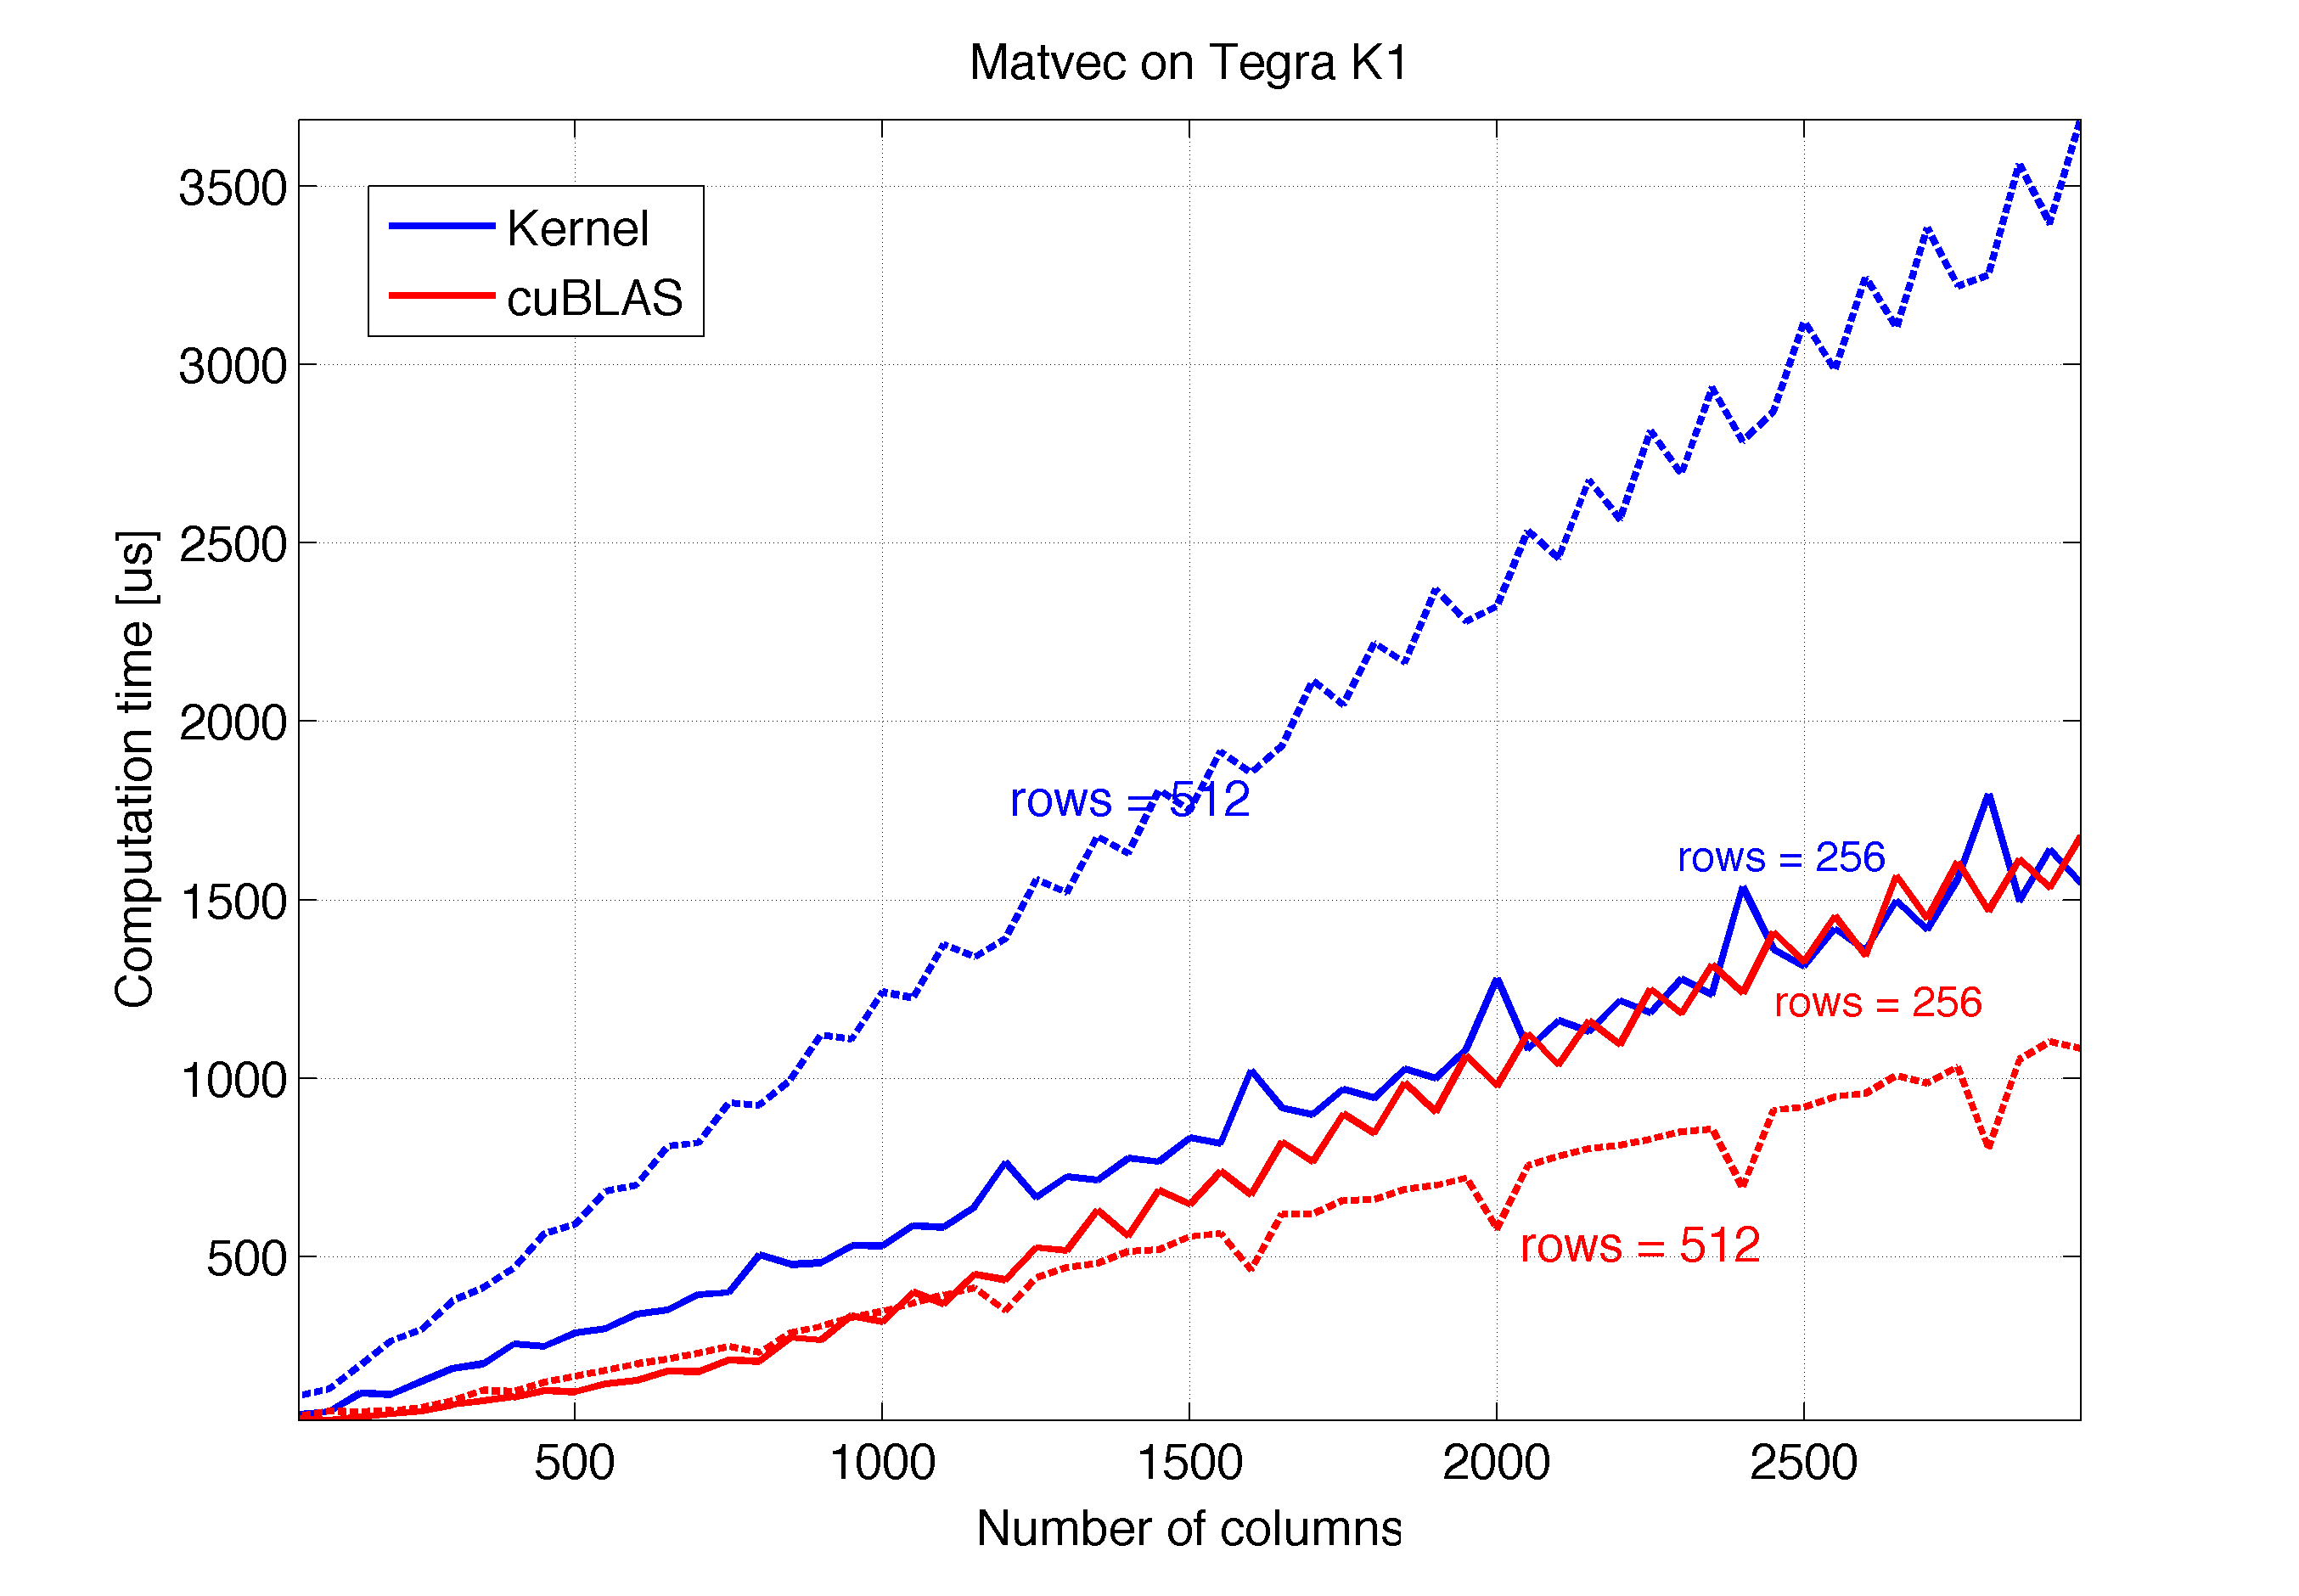 Matvec on Tegra K1
Kernel
cuBLAS
3500
3000
2500
2000
1500
1000
500
Computation time [us]
rows = 512
rows = 256
rows = 256
rows = 512
500
1000
1500
2000
2500
Number of columns